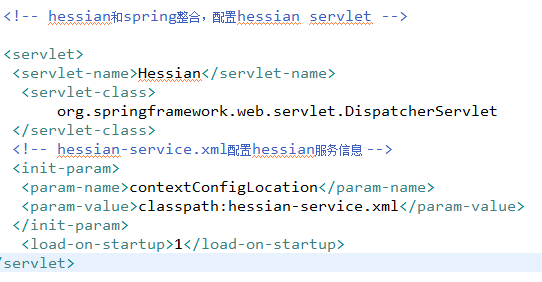 <!-- hessian和spring整合，配置hessian servlet -->
<servlet>
<servlet-name>Hessian</servlet-name>
<servlet-class>
org.springframework.web.servlet.DispatcherServlet
</servlet-class>
<!-- hessian-service.xml配置hessian服务信息 -->
<init-param>
<param-name>contextConfigLocation</param-name>
<param-value>classpath:hessian-service.xml</param-value>
</init-param>
<load-on-startup>1</load-on-startup>
/servlet>